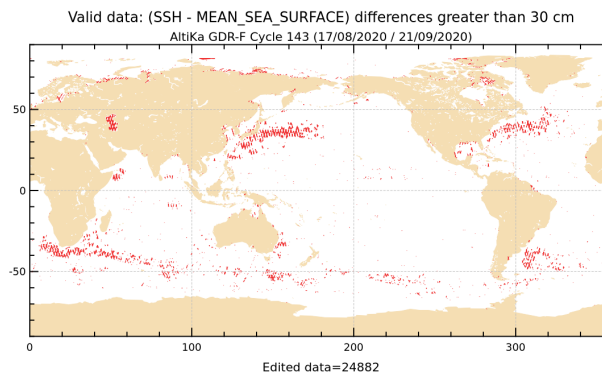 Valid data: (SSH - MEAN_SEA_SURFACE) differences greater than 30 cm
AltiKa GDR-F Cycle 143 (17/08/2020 / 21/09/2020)
50
0
-50
0 100 200 300
Edited data=24882